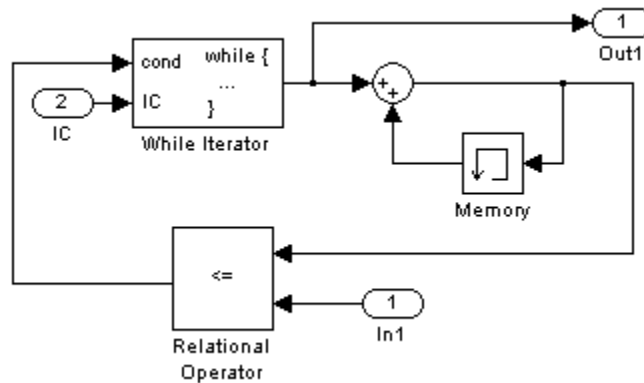 1
Out1
cond
while {
...
IC
}
While Iterator
2
IC
+
+
Memory
<=
Relational
Operator
1
In1